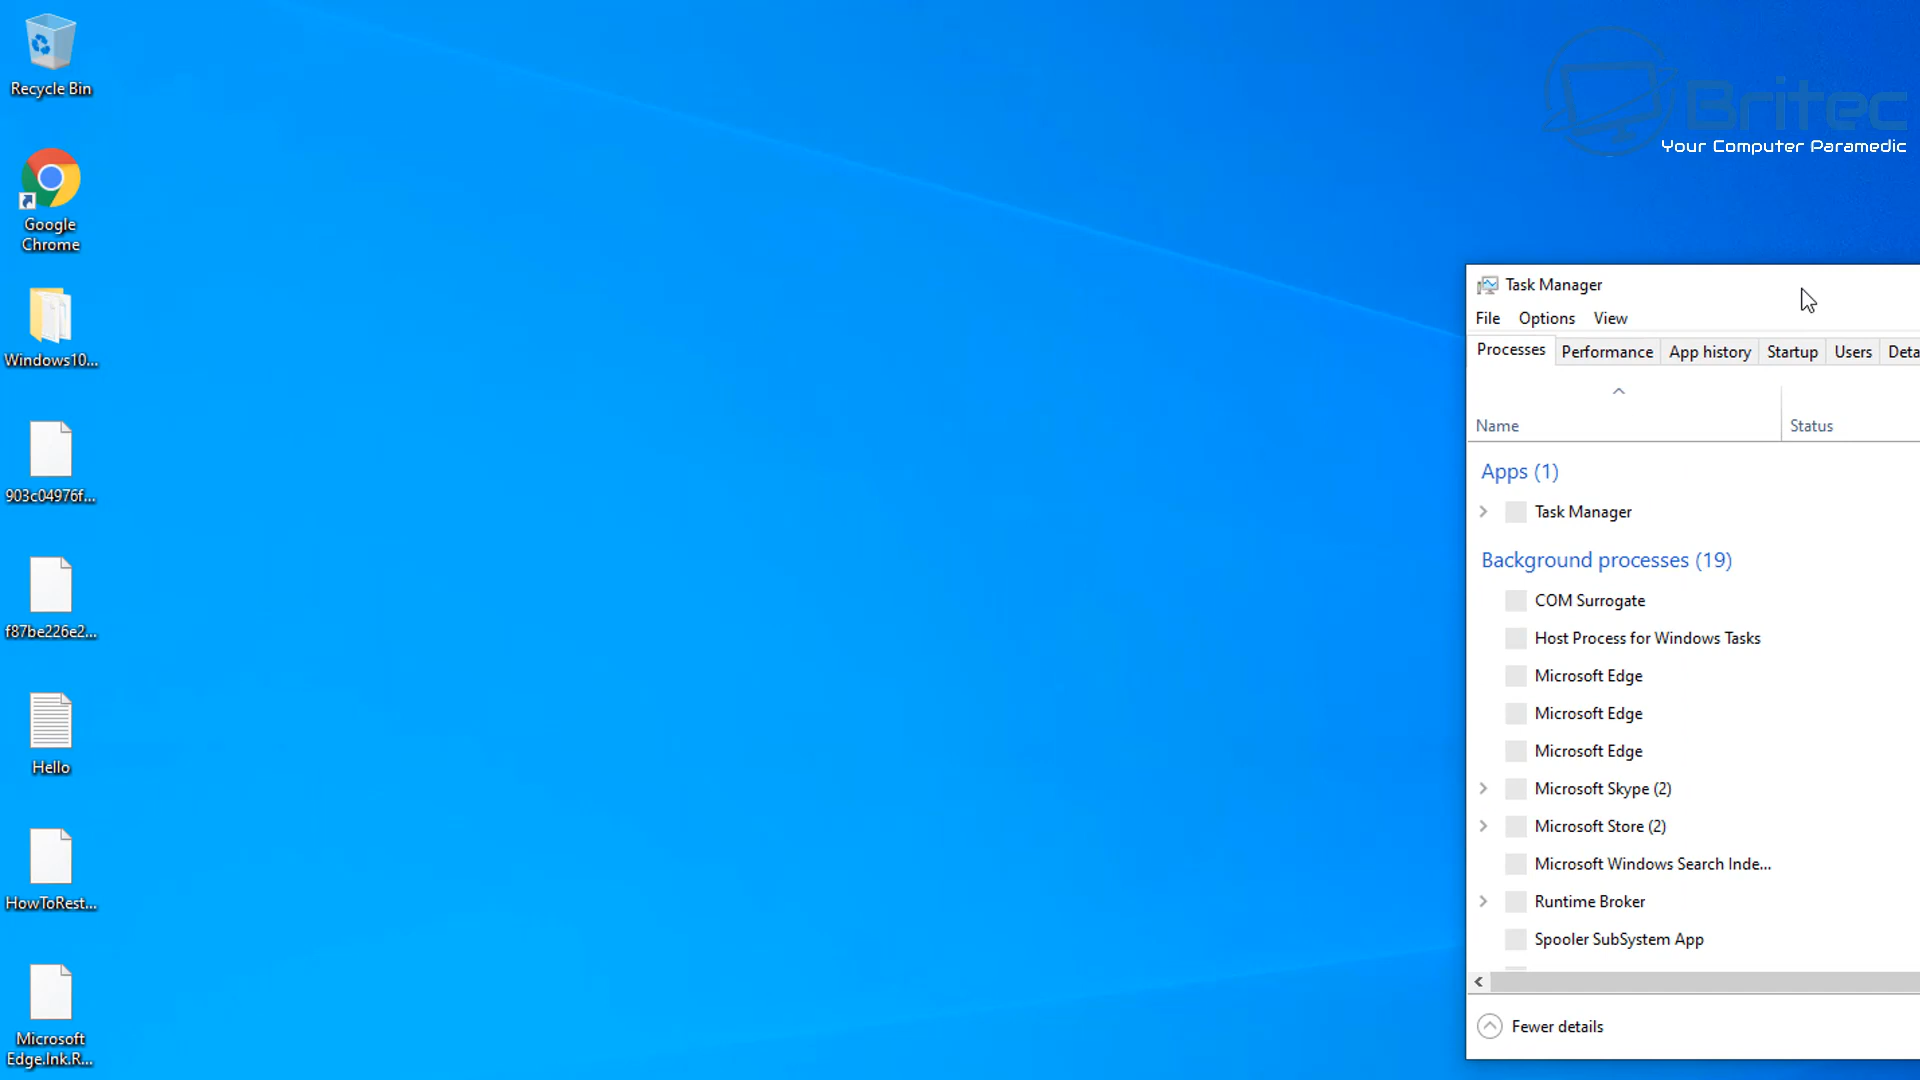 Recycle Bin
Google
Chrome
Windows10...
903c04976f...
f87be226e2...
Hello
HowToRest...
Microsoft
Edge.lnk.R...
Britec
Your Computer Paramedic
Task Manager
File Options View
Processes Performance App history Startup Users Deta
Name Status
Apps (1)
Task Manager
Background processes (19)
COM Surrogate
Host Process for Windows Tasks
Microsoft Edge
Microsoft Edge
Microsoft Edge
Microsoft Skype (2)
Microsoft Store (2)
Microsoft Windows Search Inde...
Runtime Broker
Spooler SubSystem App
Fewer details